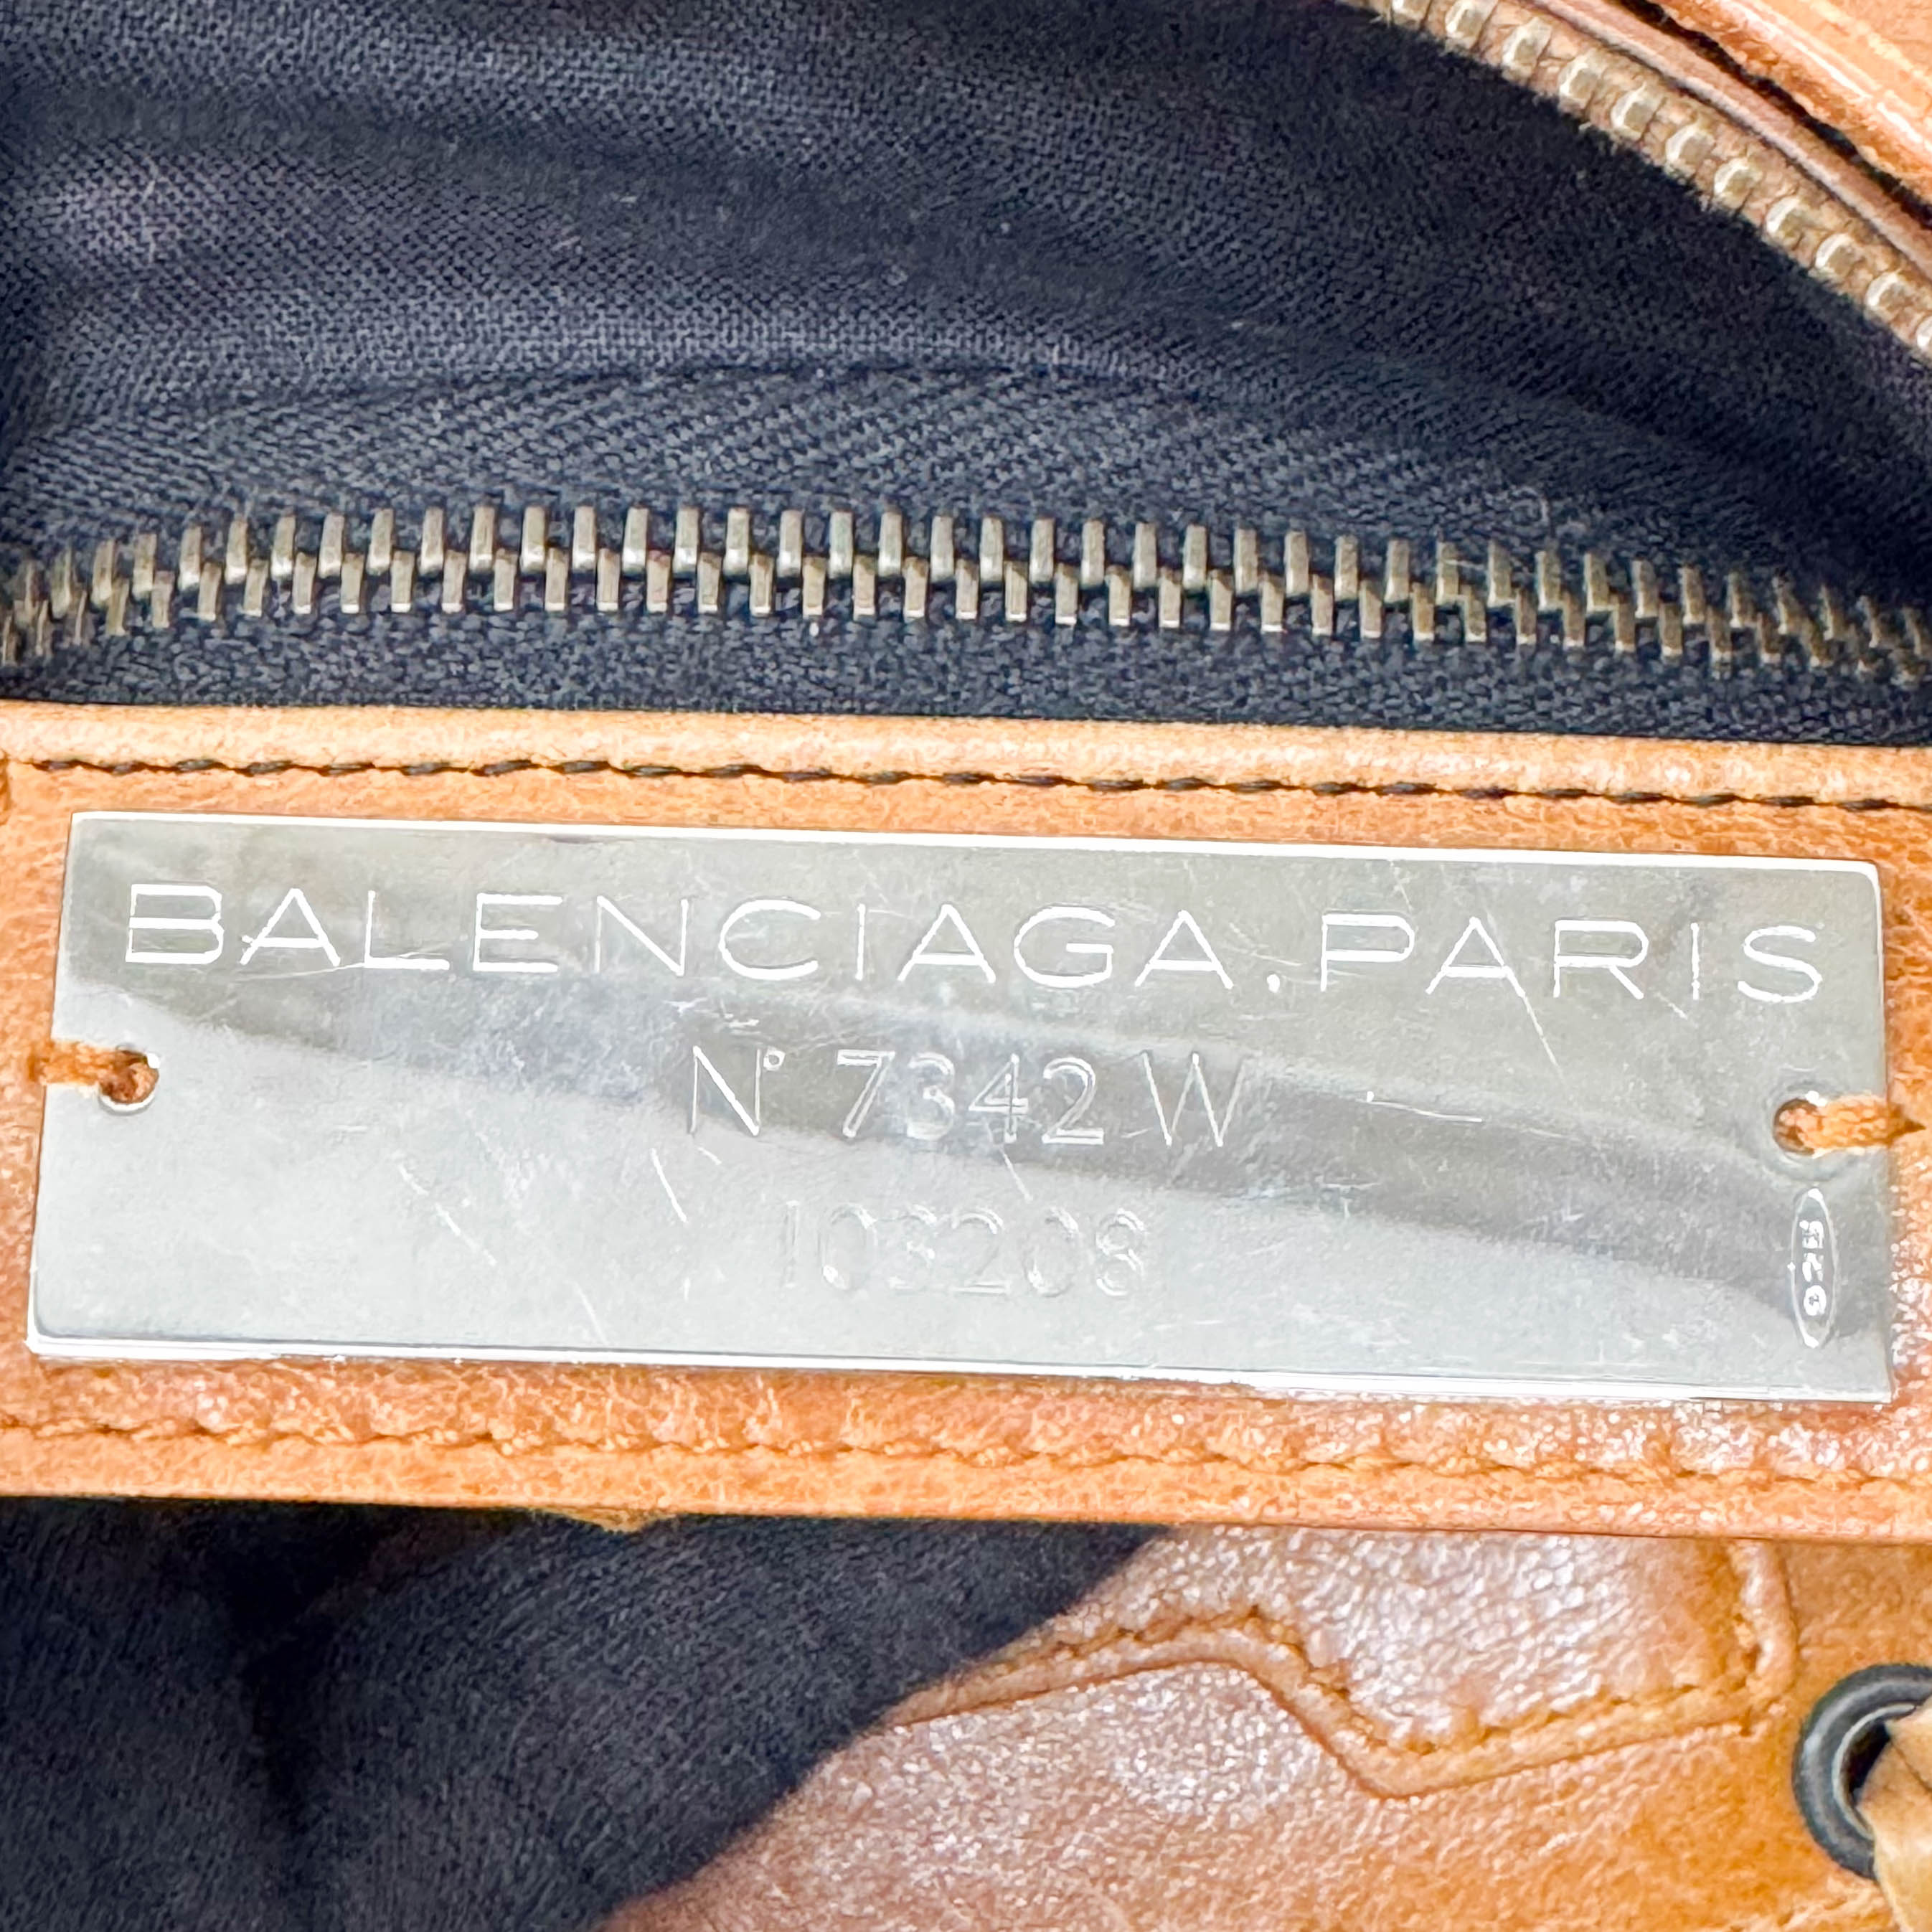 BALENCIAGA.PARIS
N° 7342 W
103208
925